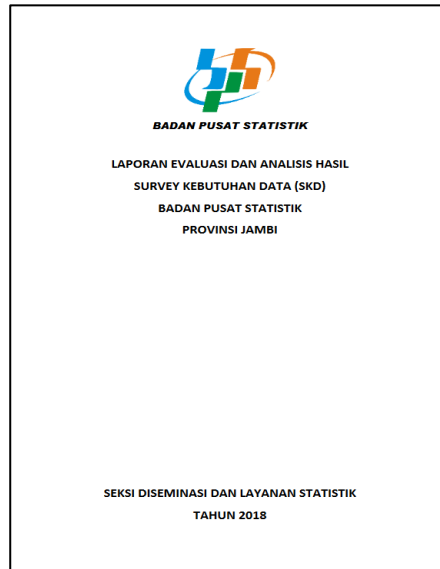 BADAN PUSAT STATISTIK
LAPORAN EVALUASI DAN ANALISIS HASIL
SURVEY KEBUTUHAN DATA (SKD)
BADAN PUSAT STATISTIK
PROVINSI JAMBI
SEKSI DISEMINASI DAN LAYANAN STATISTIK
TAHUN 2018